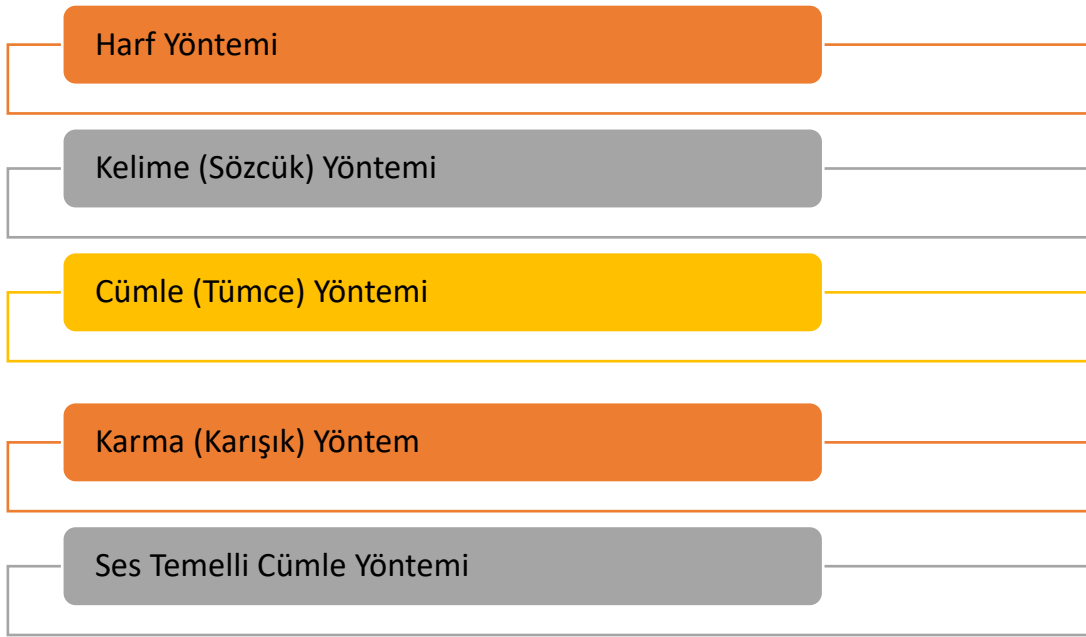 Harf Yöntemi
Kelime (Sözcük) Yöntemi
Cümle (Tümce) Yöntemi
Karma (Karışık) Yöntem
Ses Temelli Cümle Yöntemi